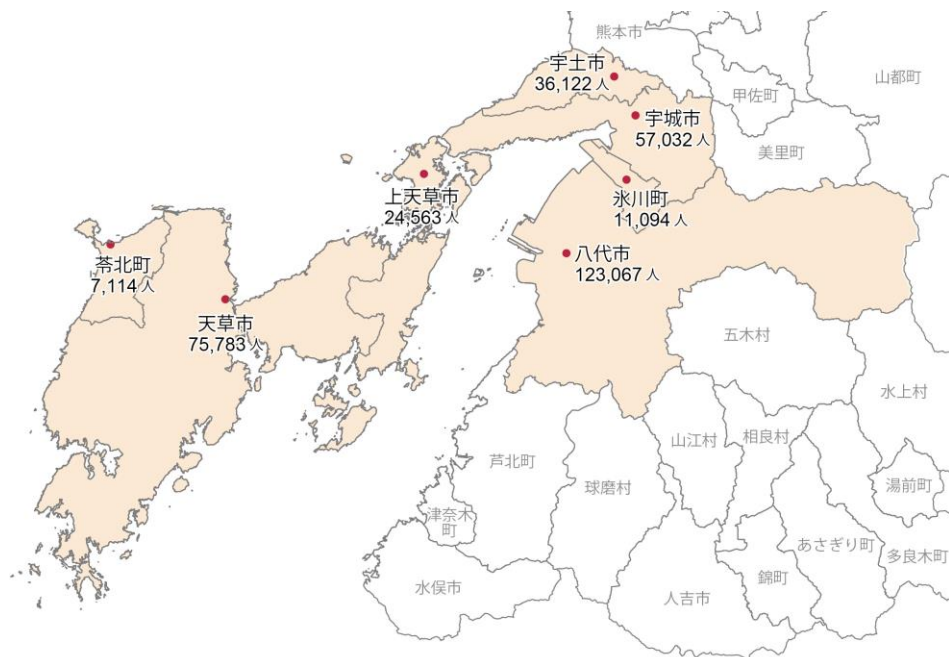 熊本市
宇土市
36,122人
山都町
甲佐町
宇城市
57,032人
美里町
上天草市
24,563人
氷川町
11,094人
苓北町
7,114人
八代市
123,067人
天草市
75,783人
五木村
水上村
山江村
相良村
芦北町
球磨村
湯前町
津奈木
町
あさぎり町
多良木町
錦町
水俣市
人吉市